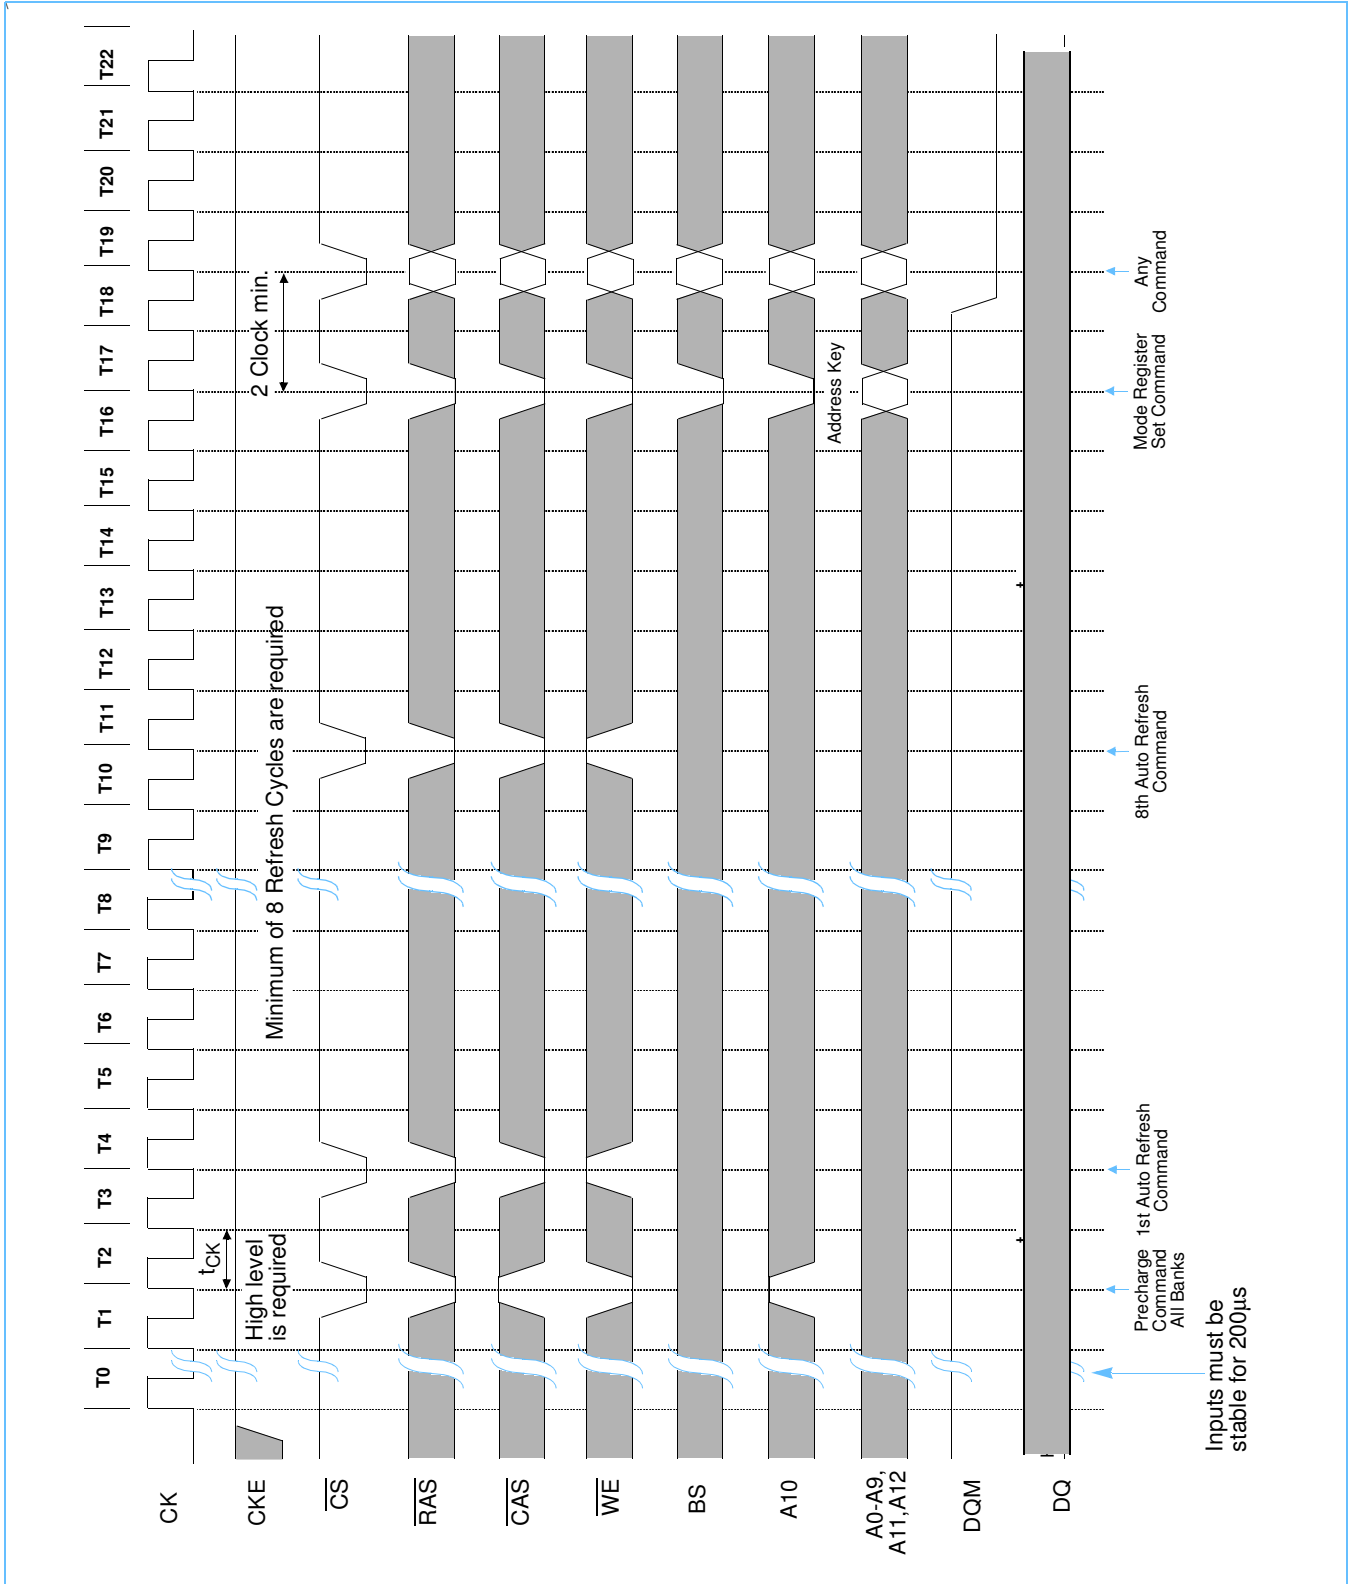 T0 T1 T2 T3 T4 T5 T6 T7 T8 T9 T10 T11 T12 T13 T14 T15 T16 T17 T18 T19 T20 T21 T22
CK
tCK
CKE
High level
is required
Minimum of 8 Refresh Cycles are required
2 Clock min.
CS
RAS
CAS
WE
BS
A10
Address Key
A0-A9,
A11,A12
DQM
DQ
Precharge
Command
All Banks
1st Auto Refresh
Command
8th Auto Refresh
Command
Mode Register
Set Command
Any
Command
Inputs must be
stable for 200µs